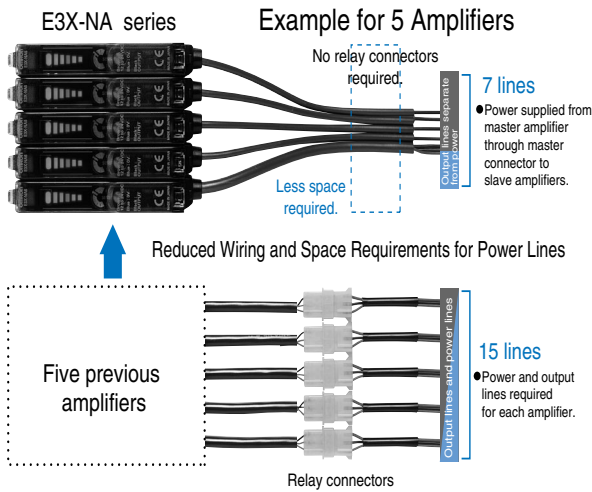 E3X-NA series
Example for 5 Amplifiers
No relay connectors
required.
Output lines separate
from power
7 lines
●Power supplied from
master amplifier
through master
connector to
slave amplifiers.
Less space
required.
Reduced Wiring and Space Requirements for Power Lines
Five previous
amplifiers
Output lines and power lines
15 lines
●Power and output
lines required
for each amplifier.
Relay connectors